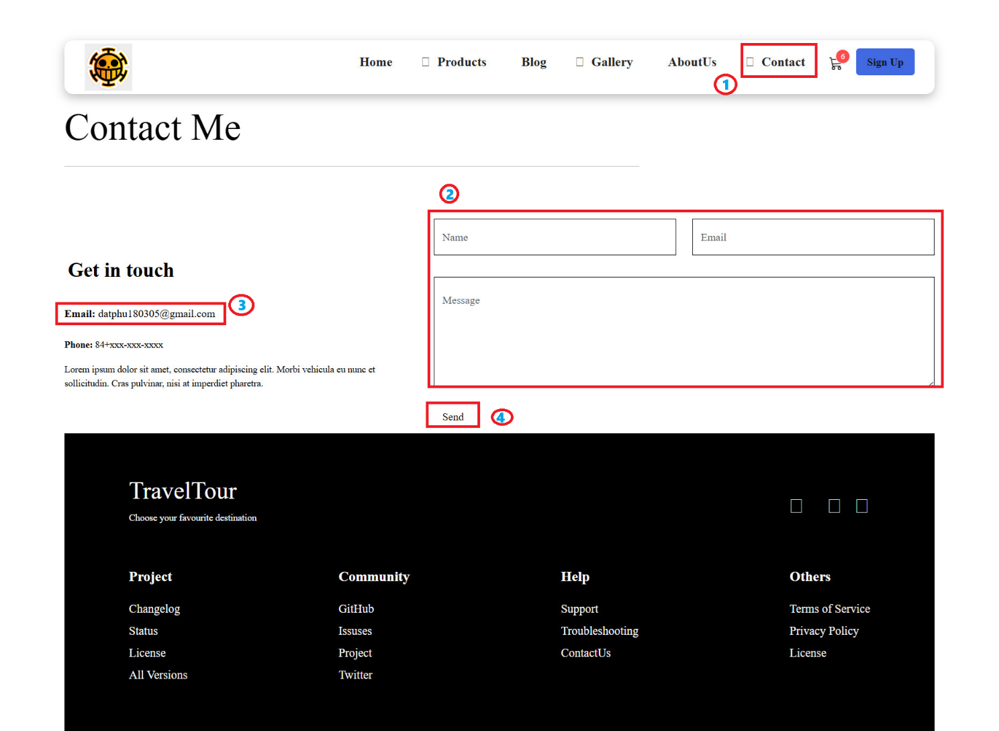 Home Products Blog Gallery AboutUs Contact 6 Sign Up
1
Contact Me
2
Name Email
Get in touch
Message
3
Email: datphu180305@gmail.com
Phone: 84+xxx-xxx-xxxx
Lorem ipsum dolor sit amet, consectetur adipiscing elit. Morbi vehicula eu nunc et
sollicitudin. Cras pulvinar, nisi at imperdiet pharetra.
Send 4
TravelTour
Choose your favourite destination
Project Community Help Others
Changelog GitHub Support Terms of Service
Status Issuses Troubleshooting Privacy Policy
License Project ContactUs License
All Versions Twitter